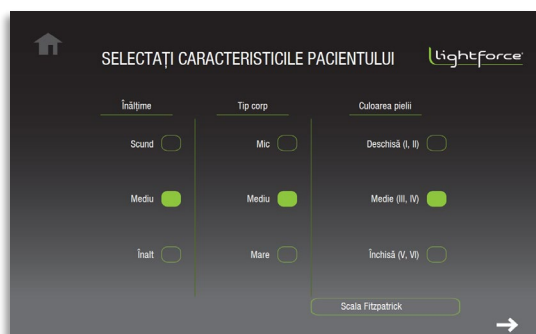 SELECTAȚI CARACTERISTICILE PACIENTULUI
lightforce
Înălțime
Tip corp
Culoarea pielii
Scund
Mic
Deschisă (I, II)
Mediu
Mediu
Medie (III, IV)
Înalt
Mare
Închisă (V, VI)
Scala Fitzpatrick